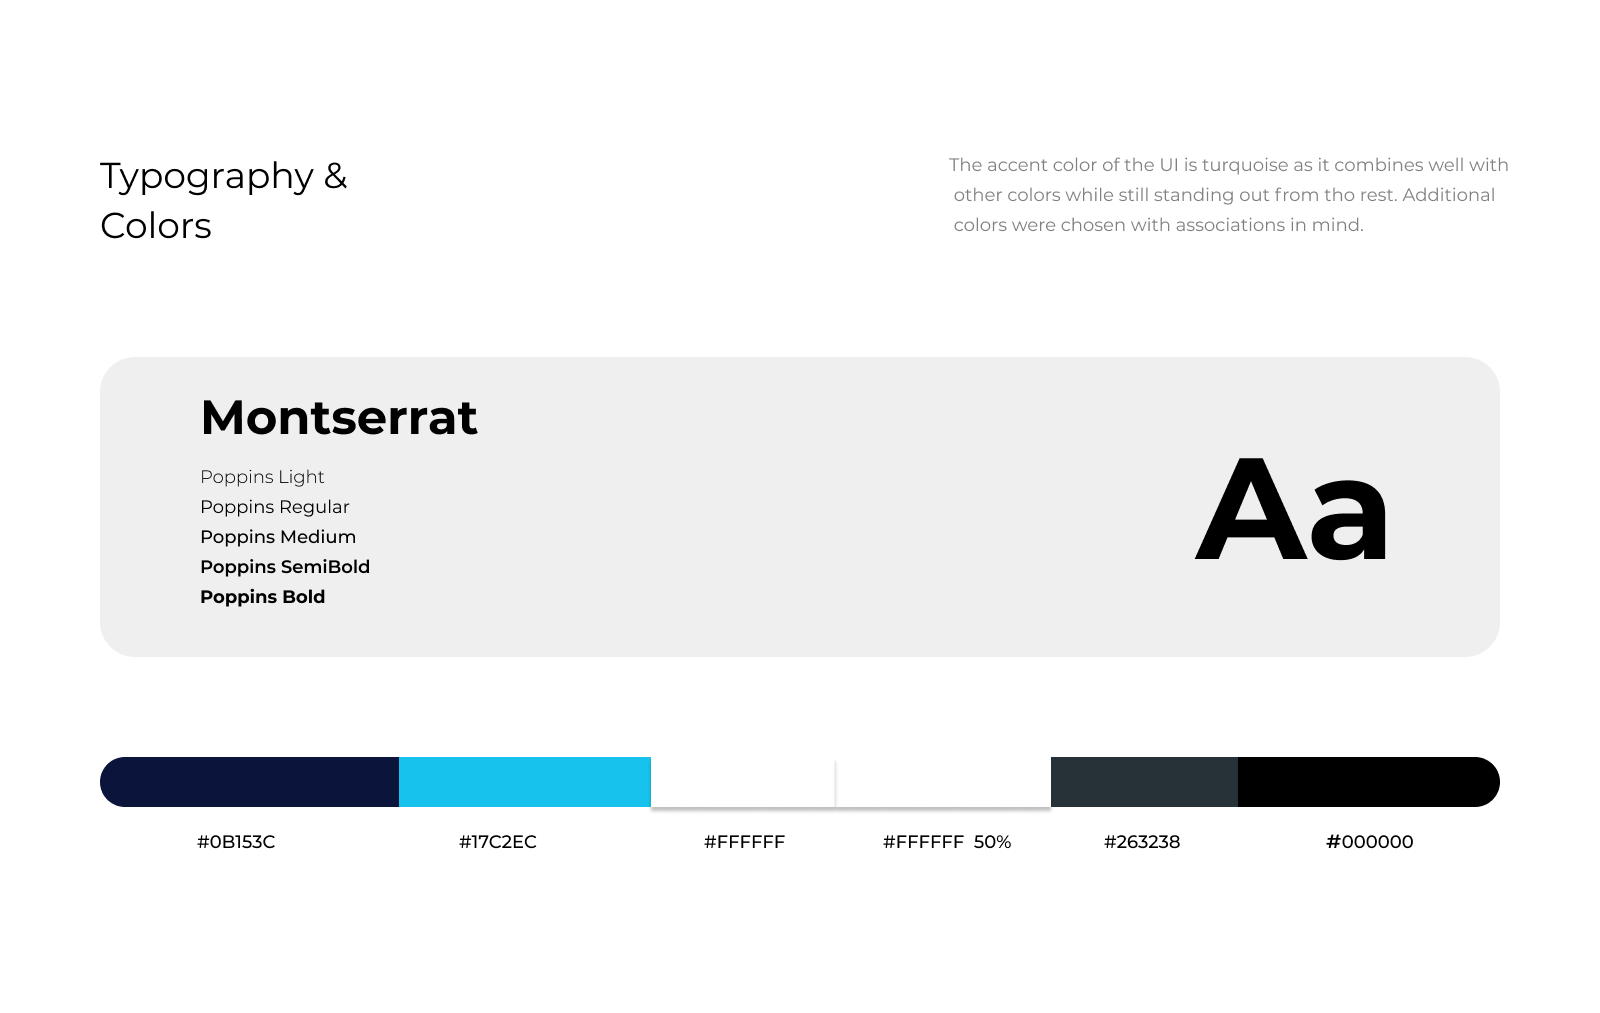 Typography &
Colors
The accent color of the UI is turquoise as it combines well with
other colors while still standing out from tho rest. Additional
colors were chosen with associations in mind.
Montserrat
Poppins Light
Poppins Regular
Poppins Medium
Poppins SemiBold
Poppins Bold
Aa
#0B153C
#17C2EC
#FFFFFF
#FFFFFF 50%
#263238
#000000